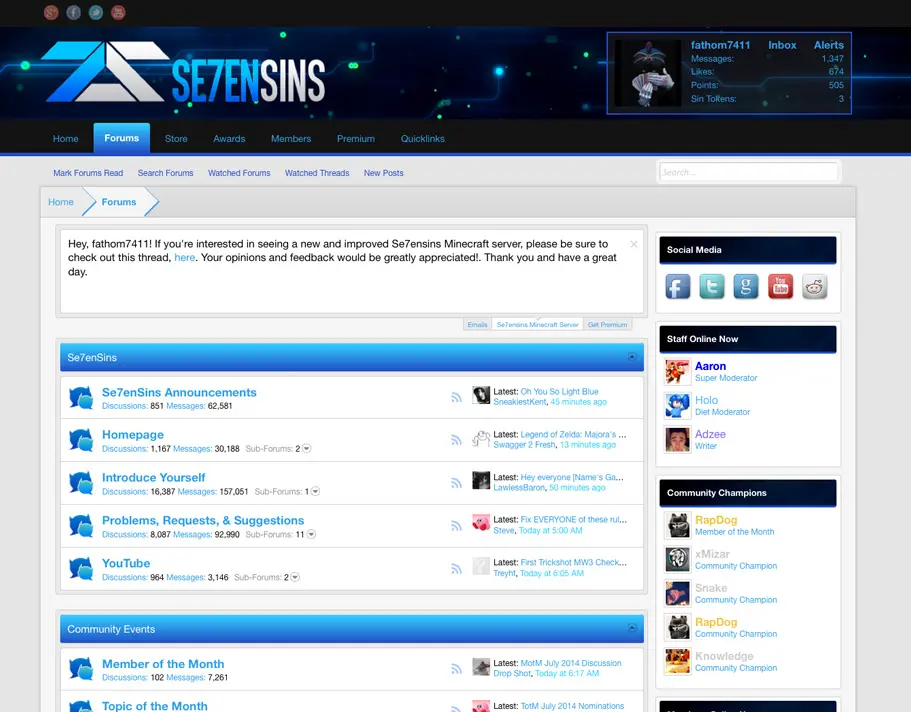 SE7ENSINS
fathom7411 Inbox Alerts
Messages: 1,347
Likes: 674
Points: 505
Sin Tokens: 3
Home Forums Store Awards Members Premium Quicklinks
Mark Forums Read Search Forums Watched Forums Watched Threads New Posts
Search...
Home Forums
Hey, fathom7411! If you're interested in seeing a new and improved Se7ensins Minecraft server, please be sure to
check out this thread, here. Your opinions and feedback would be greatly appreciated!. Thank you and have a great
day.
Emails Se7ensins Minecraft Server Get Premium
Se7enSins
Se7enSins Announcements
Discussions: 851 Messages: 62,581
Latest: Oh You So Light Blue
SneakiestKent, 45 minutes ago
Homepage
Discussions: 1,167 Messages: 30,188 Sub-Forums: 2
Latest: Legend of Zelda: Majora's ...
Swagger 2 Fresh, 13 minutes ago
Introduce Yourself
Discussions: 16,387 Messages: 157,051 Sub-Forums: 1
Latest: Hey everyone [Name's Ga...
LawlessBaron, 50 minutes ago
Problems, Requests, & Suggestions
Discussions: 8,087 Messages: 92,990 Sub-Forums: 11
Latest: Fix EVERYONE of these rul...
Steve, Today at 5:00 AM
YouTube
Discussions: 964 Messages: 3,146 Sub-Forums: 2
Latest: First Trickshot MW3 Check...
Treyht, Today at 6:05 AM
Community Events
Member of the Month
Discussions: 102 Messages: 7,261
Latest: MotM July 2014 Discussion
Drop Shot, Today at 6:17 AM
Topic of the Month
Latest: TotM July 2014 Nominations
Social Media
You
Tube
Staff Online Now
Aaron
Super Moderator
Holo
Diet Moderator
Adzee
Writer
Community Champions
RapDog
Member of the Month
xMizar
Community Champion
Snake
Community Champion
RapDog
Community Champion
Knowledge
Community Champion